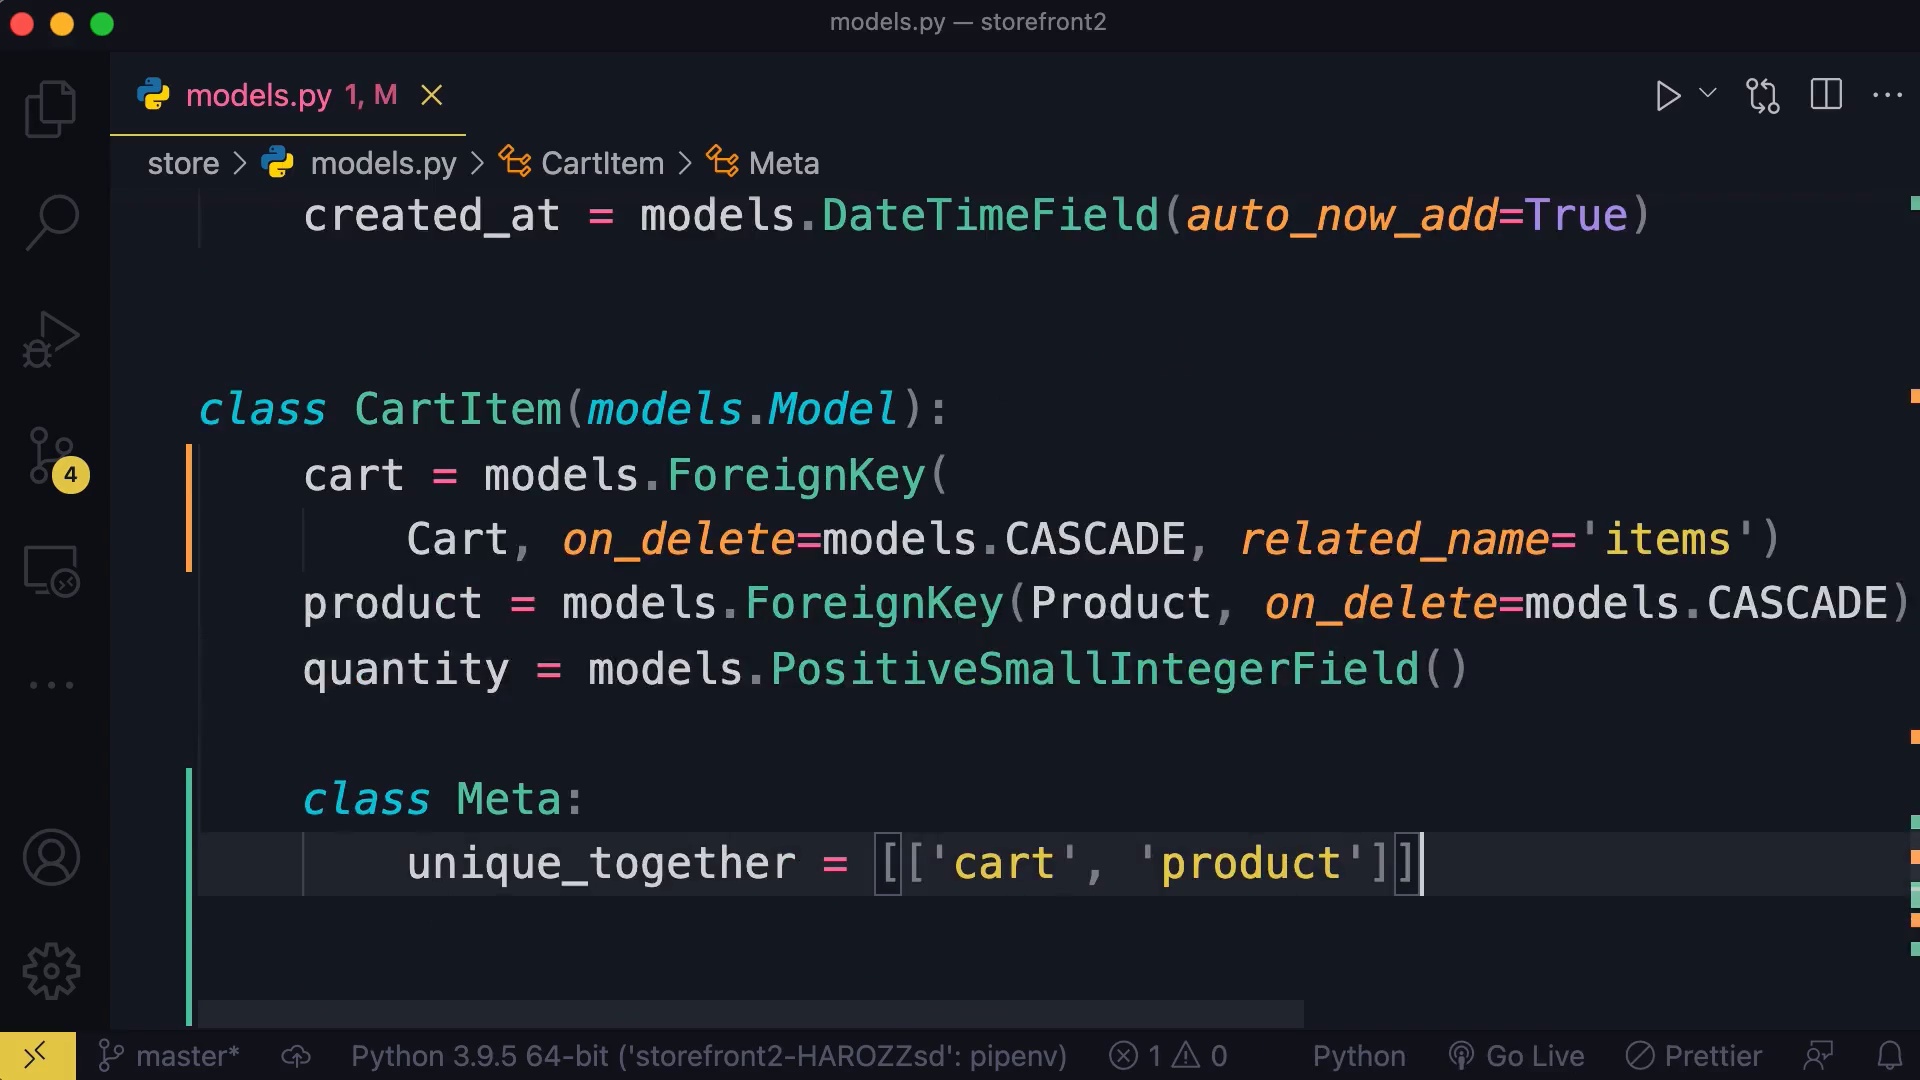 models.py — storefront2
models.py 1, M
store > models.py > CartItem > Meta
created_at = models.DateTimeField(auto_now_add=True)
class CartItem(models.Model):
cart = models.ForeignKey(
Cart, on_delete=models.CASCADE, related_name='items')
product = models.ForeignKey(Product, on_delete=models.CASCADE)
quantity = models.PositiveSmallIntegerField()
class Meta:
unique_together = [['cart', 'product']]
4
master* Python 3.9.5 64-bit ('storefront2-HAROZZsd': pipenv) 1 0 Python Go Live Prettier